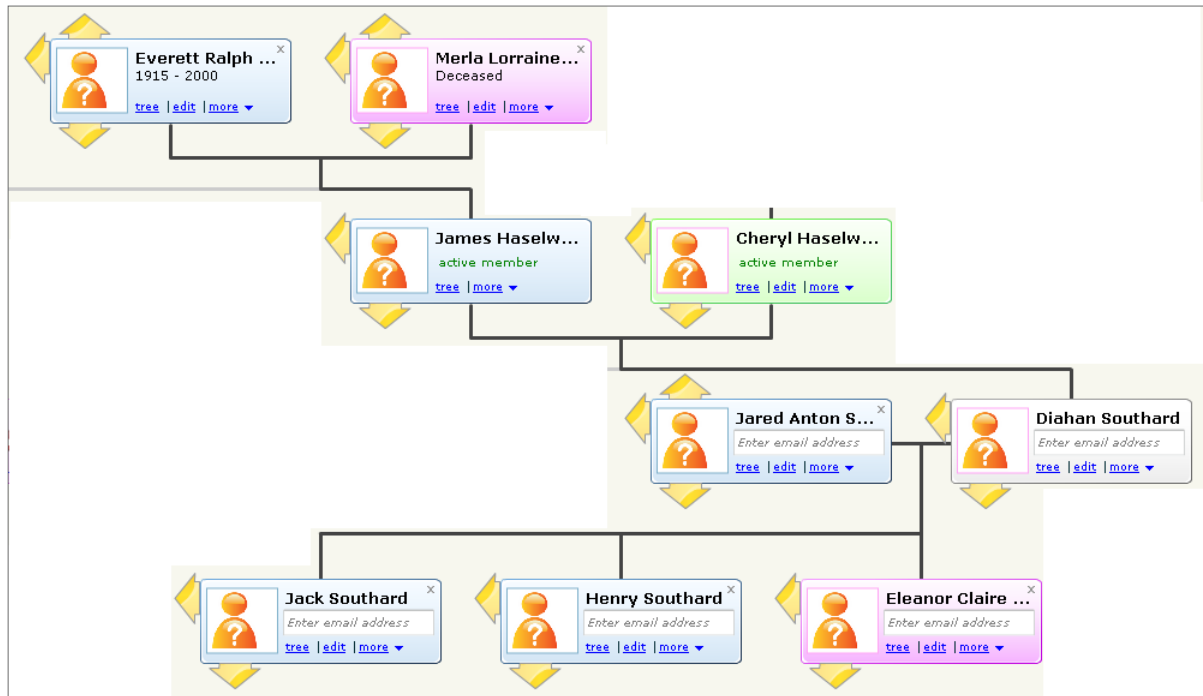 Everett Ralph ... x
1915 - 2000
tree | edit | more
Merla Lorraine... x
Deceased
tree | edit | more
James Haselw...
active member
tree | more
Cheryl Haselw...
active member
tree | edit | more
Jared Anton S... x
Enter email address
tree | edit | more
Diahan Southard
Enter email address
tree | edit | more
Jack Southard x
Enter email address
tree | edit | more
Henry Southard x
Enter email address
tree | edit | more
Eleanor Claire ... x
Enter email address
tree | edit | more